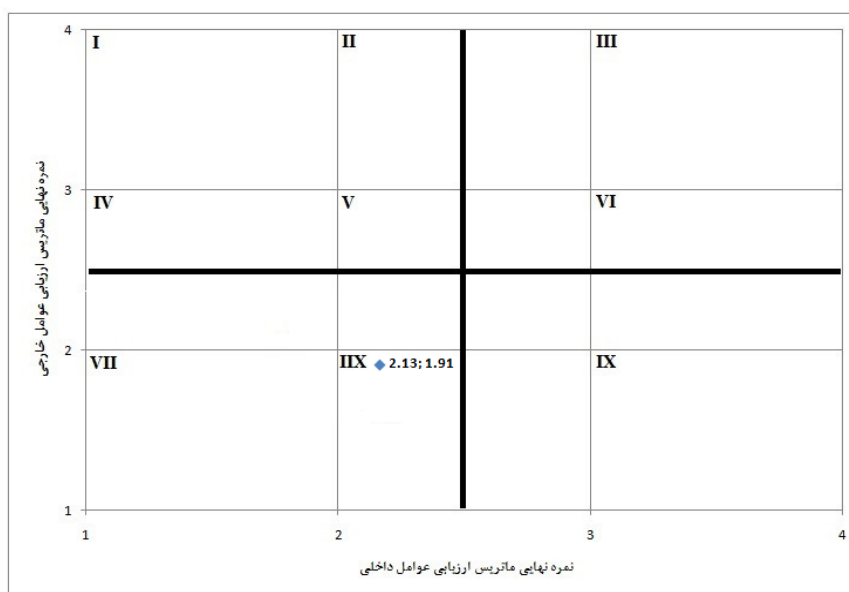 4
I
II
III
3
IV
V
VI
2
VII
IIX
2.13; 1.91
IX
1
1
2
3
4
نمره نهایی ماتریس ارزیابی عوامل خارجی
نمره نهایی ماتریس ارزیابی عوامل داخلی